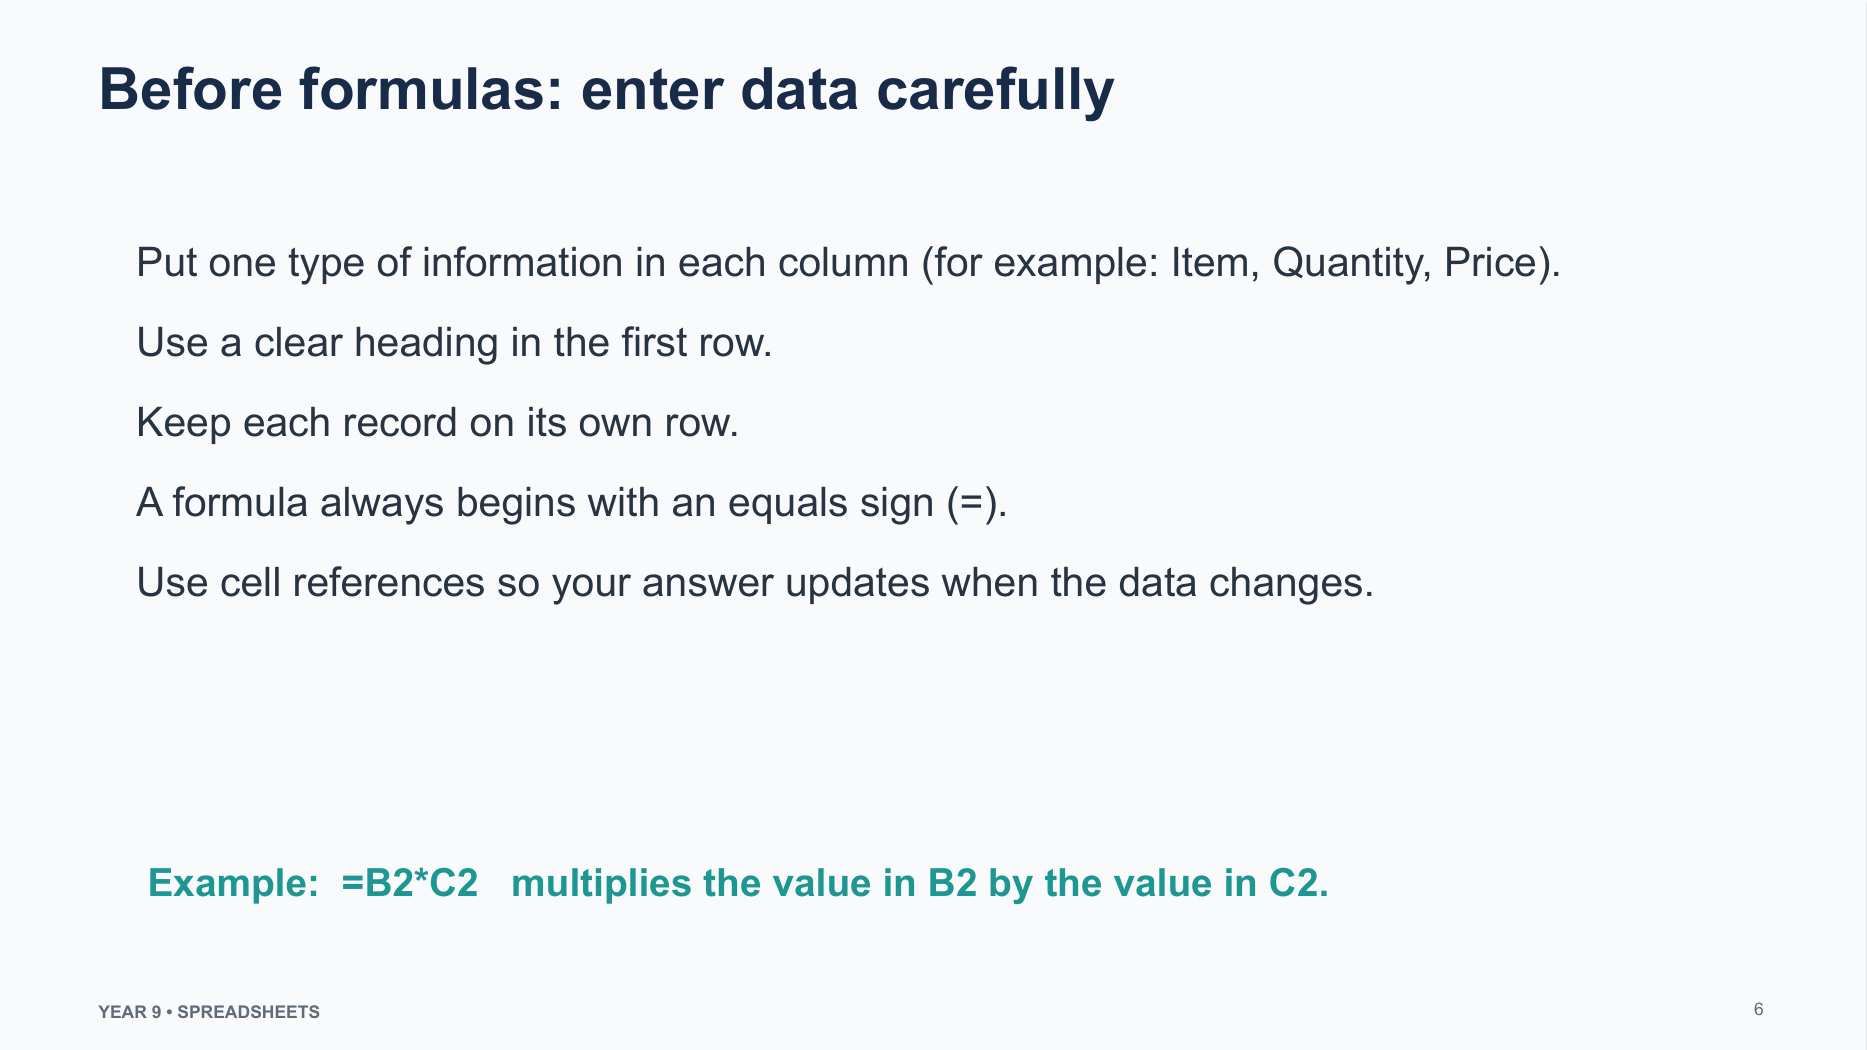 Before formulas: enter data carefully
Put one type of information in each column (for example: Item, Quantity, Price).
Use a clear heading in the first row.
Keep each record on its own row.
A formula always begins with an equals sign (=).
Use cell references so your answer updates when the data changes.
Example:  =B2*C2   multiplies the value in B2 by the value in C2.
YEAR 9 • SPREADSHEETS
6